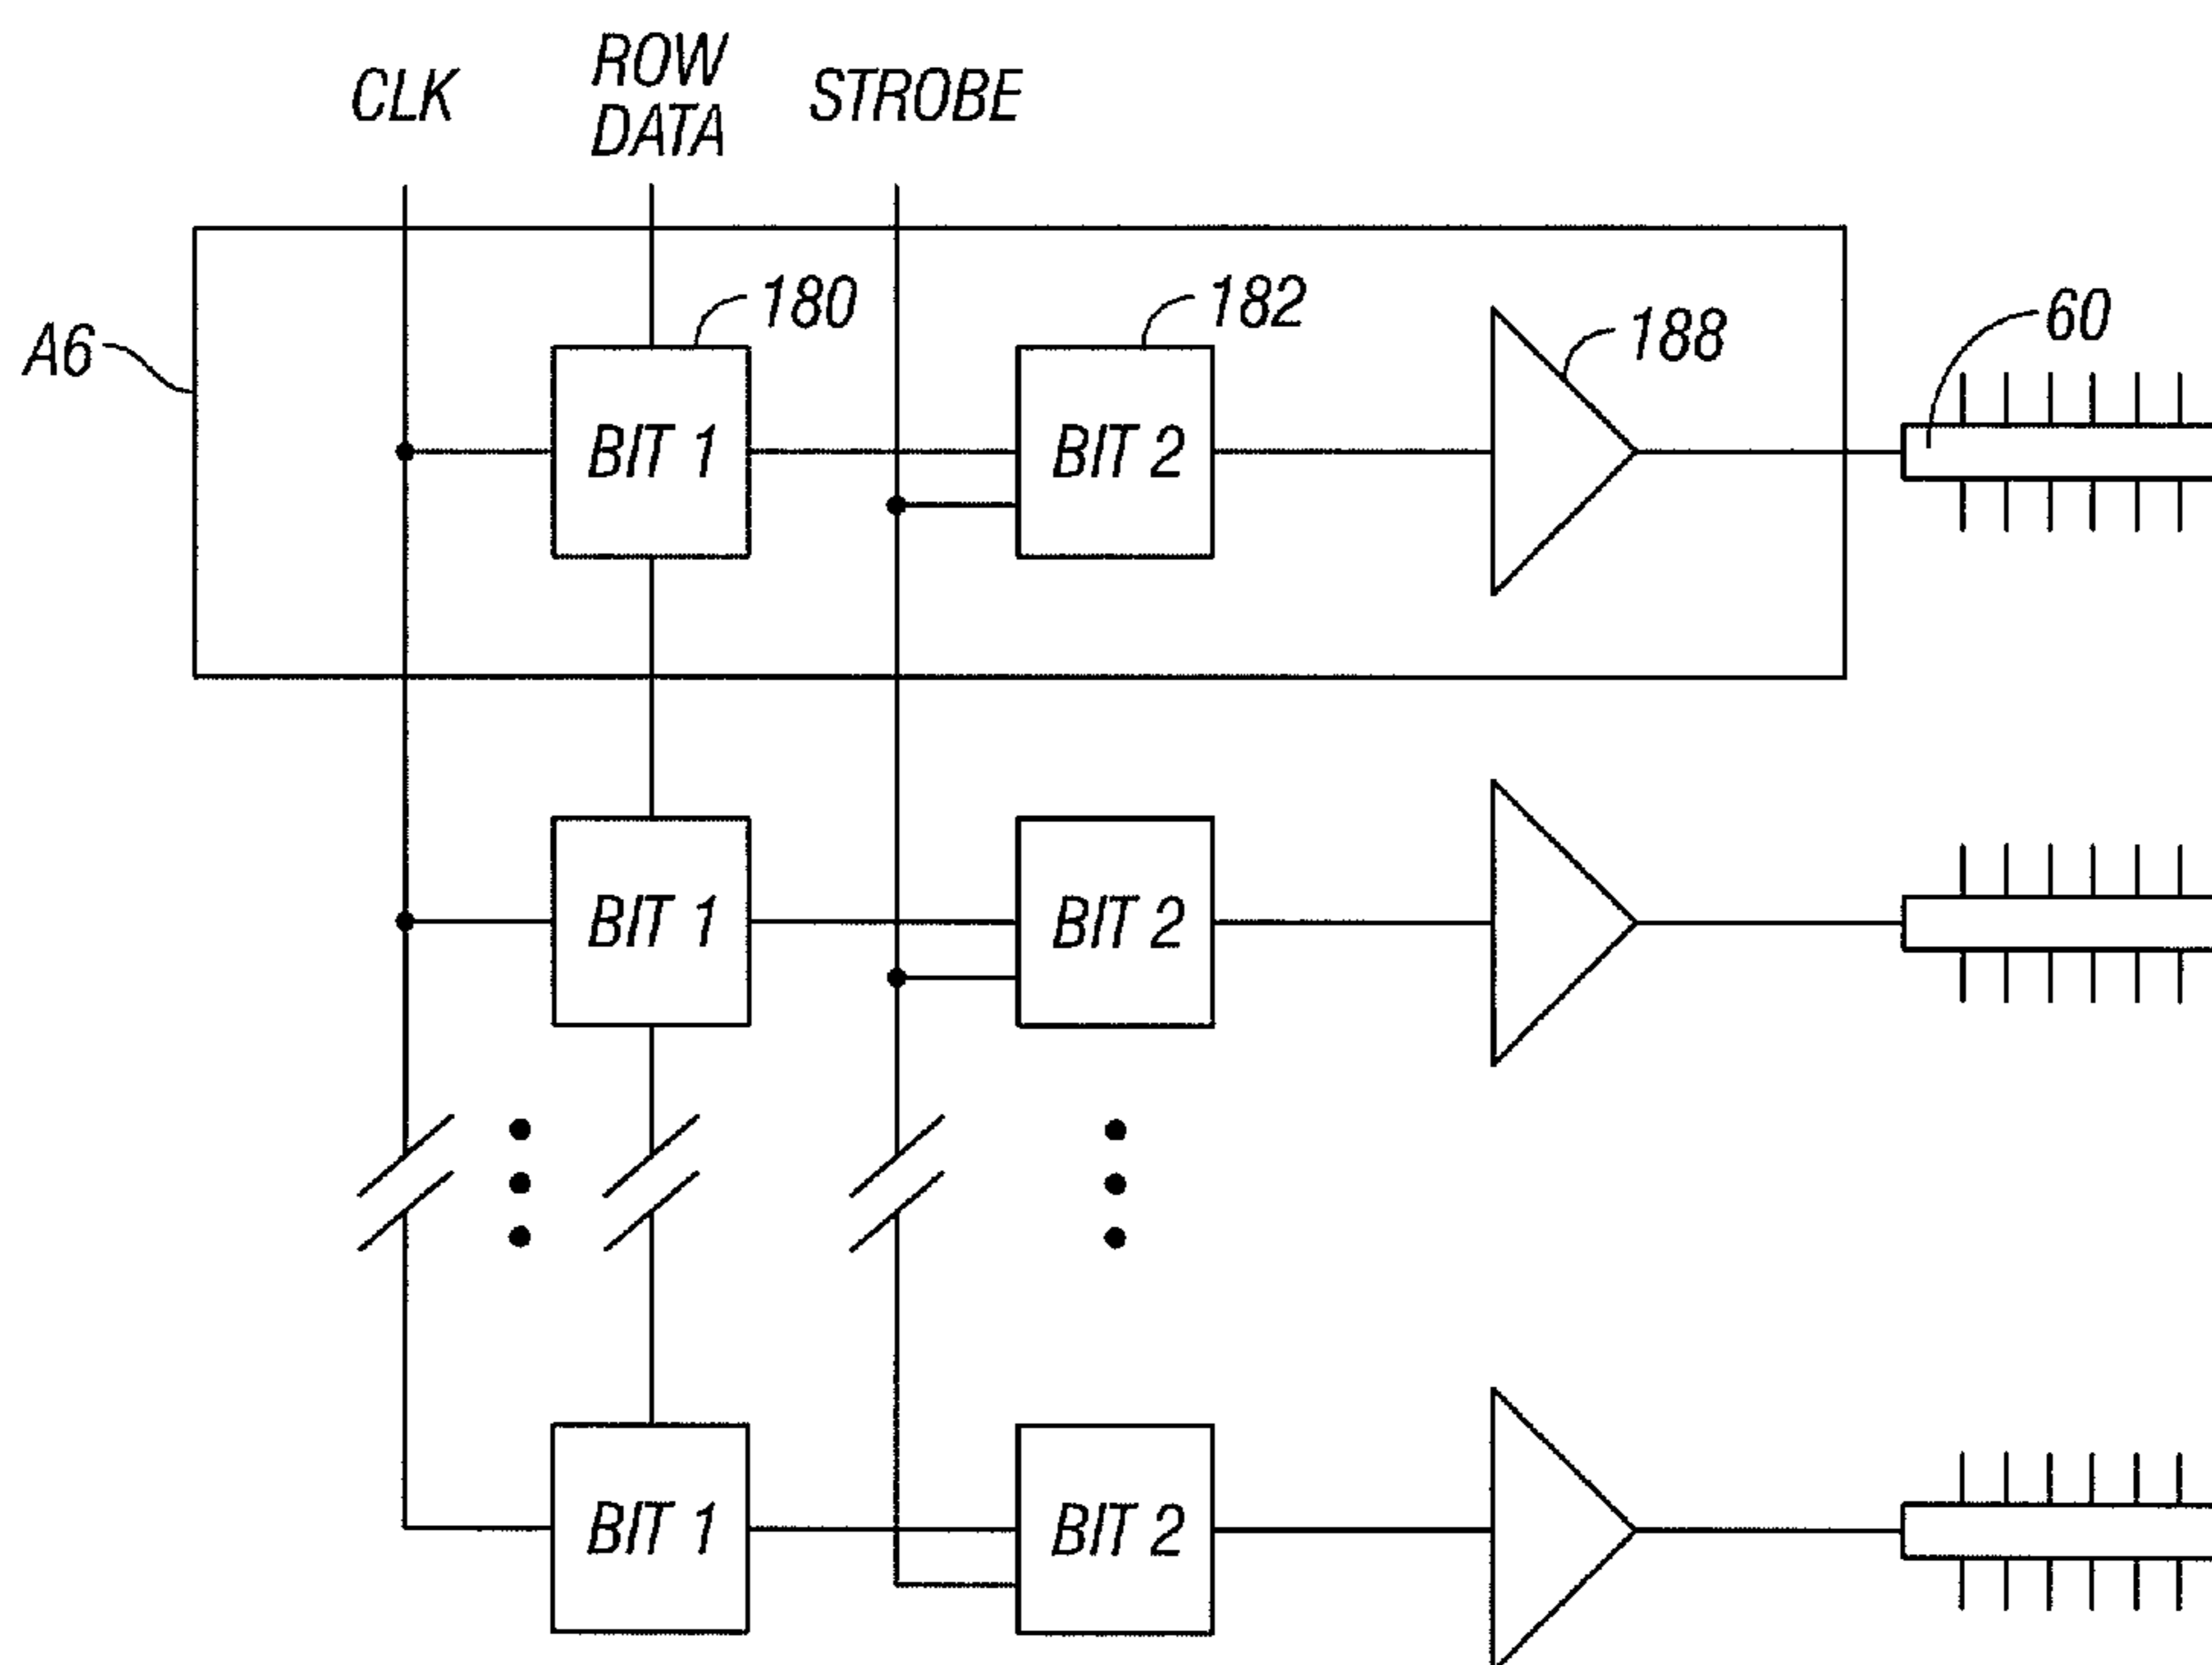 CLK
ROW
DATA
STROBE
A6
180
182
188
60
BIT 1
BIT 2
BIT 1
BIT 2
BIT 1
BIT 2